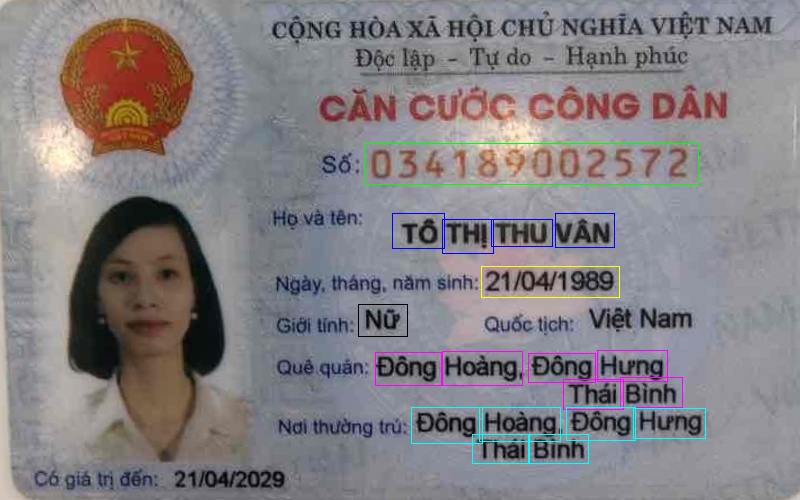 CỘNG HÒA XÃ HỘI CHỦ NGHĨA VIỆT NAM
Độc lập - Tự do - Hạnh phúc
CĂN CƯỚC CÔNG DÂN
Số: 034189002572
Họ và tên: TÔ THỊ THU VÂN
Ngày, tháng, năm sinh: 21/04/1989
Giới tính: Nữ Quốc tịch: Việt Nam
Quê quán: Đông Hoàng, Đông Hưng
Thái Bình
Nơi thường trú: Đông Hoàng, Đông Hưng
Thái Bình
Có giá trị đến: 21/04/2029